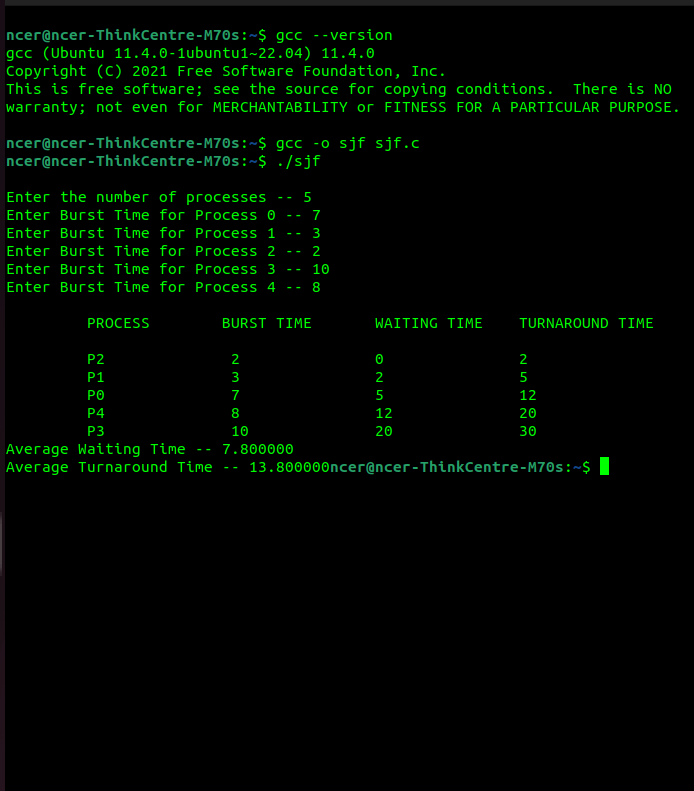 ncer@ncer-ThinkCentre-M70s:~$ gcc --version
gcc (Ubuntu 11.4.0-1ubuntu1~22.04) 11.4.0
Copyright (C) 2021 Free Software Foundation, Inc.
This is free software; see the source for copying conditions.  There is NO
warranty; not even for MERCHANTABILITY or FITNESS FOR A PARTICULAR PURPOSE.

ncer@ncer-ThinkCentre-M70s:~$ gcc -o sjf sjf.c
ncer@ncer-ThinkCentre-M70s:~$ ./sjf

Enter the number of processes -- 5
Enter Burst Time for Process 0 -- 7
Enter Burst Time for Process 1 -- 3
Enter Burst Time for Process 2 -- 2
Enter Burst Time for Process 3 -- 10
Enter Burst Time for Process 4 -- 8

         PROCESS        BURST TIME       WAITING TIME    TURNAROUND TIME

         P2              2               0               2
         P1              3               2               5
         P0              7               5               12
         P4              8               12              20
         P3              10              20              30
Average Waiting Time -- 7.800000
Average Turnaround Time -- 13.800000ncer@ncer-ThinkCentre-M70s:~$